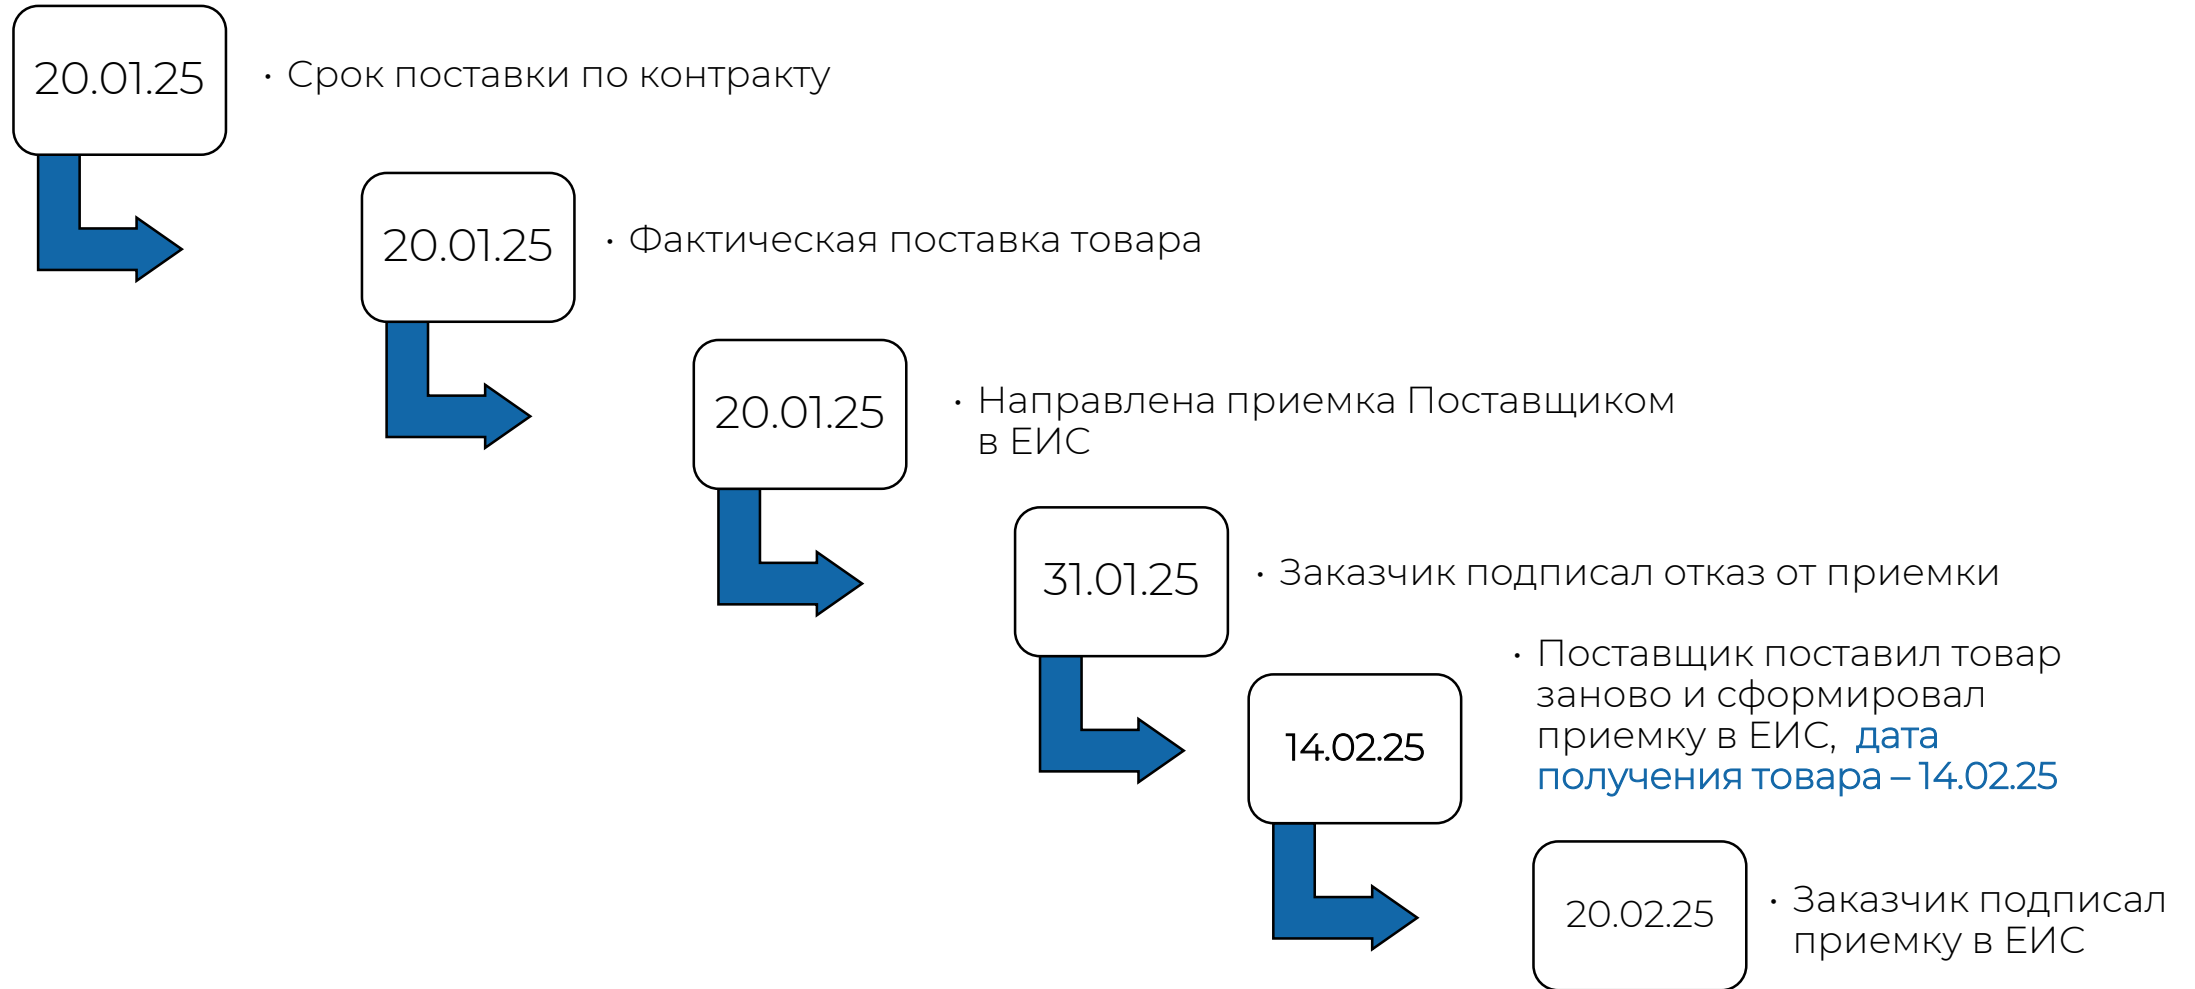 20.01.25
• Срок поставки по контракту
20.01.25
• Фактическая поставка товара
20.01.25
• Направлена приемка Поставщиком
в ЕИС
31.01.25
• Заказчик подписал отказ от приемки
14.02.25
• Поставщик поставил товар
заново и сформировал
приемку в ЕИС, дата
получения товара – 14.02.25
20.02.25
• Заказчик подписал
приемку в ЕИС